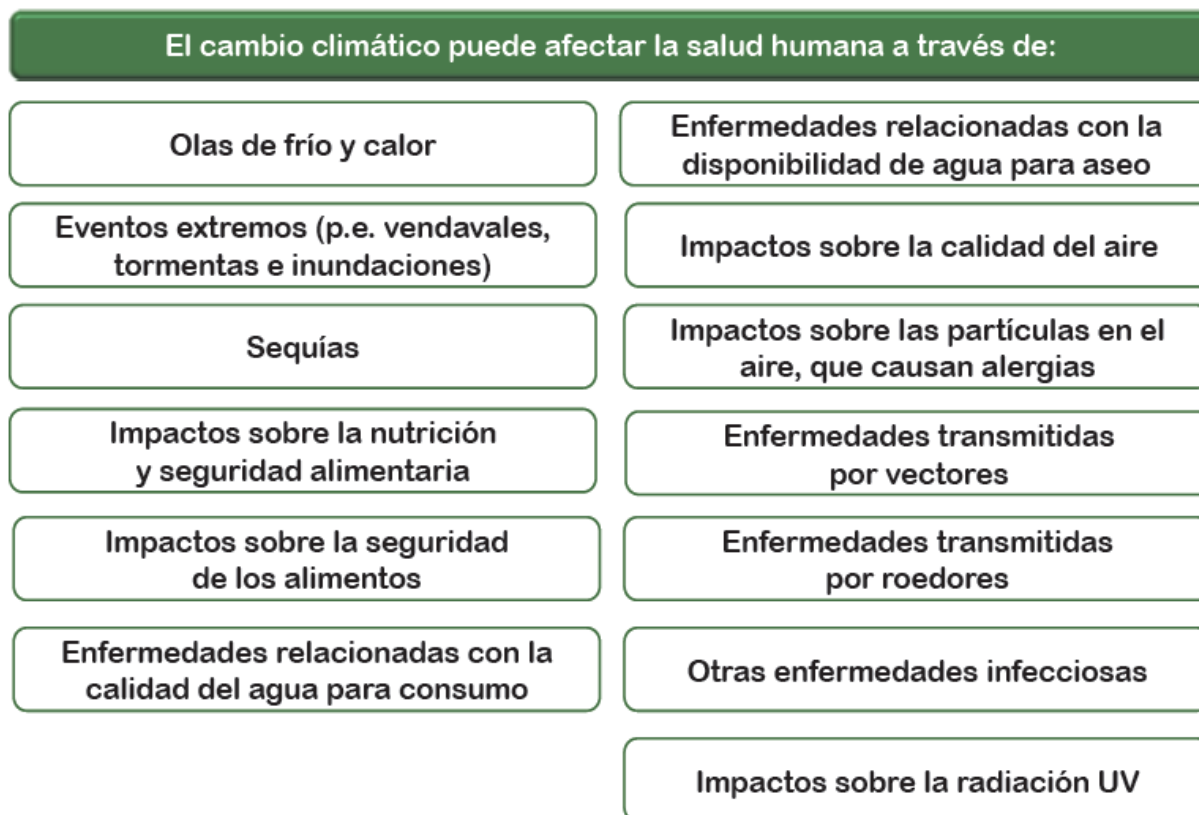 El cambio climático puede afectar la salud humana a través de:
Olas de frío y calor
Eventos extremos (p.e. vendavales,
tormentas e inundaciones)
Sequías
Impactos sobre la nutrición
y seguridad alimentaria
Impactos sobre la seguridad
de los alimentos
Enfermedades relacionadas con la
calidad del agua para consumo
Enfermedades relacionadas con la
disponibilidad de agua para aseo
Impactos sobre la calidad del aire
Impactos sobre las partículas en el
aire, que causan alergias
Enfermedades transmitidas
por vectores
Enfermedades transmitidas
por roedores
Otras enfermedades infecciosas
Impactos sobre la radiación UV